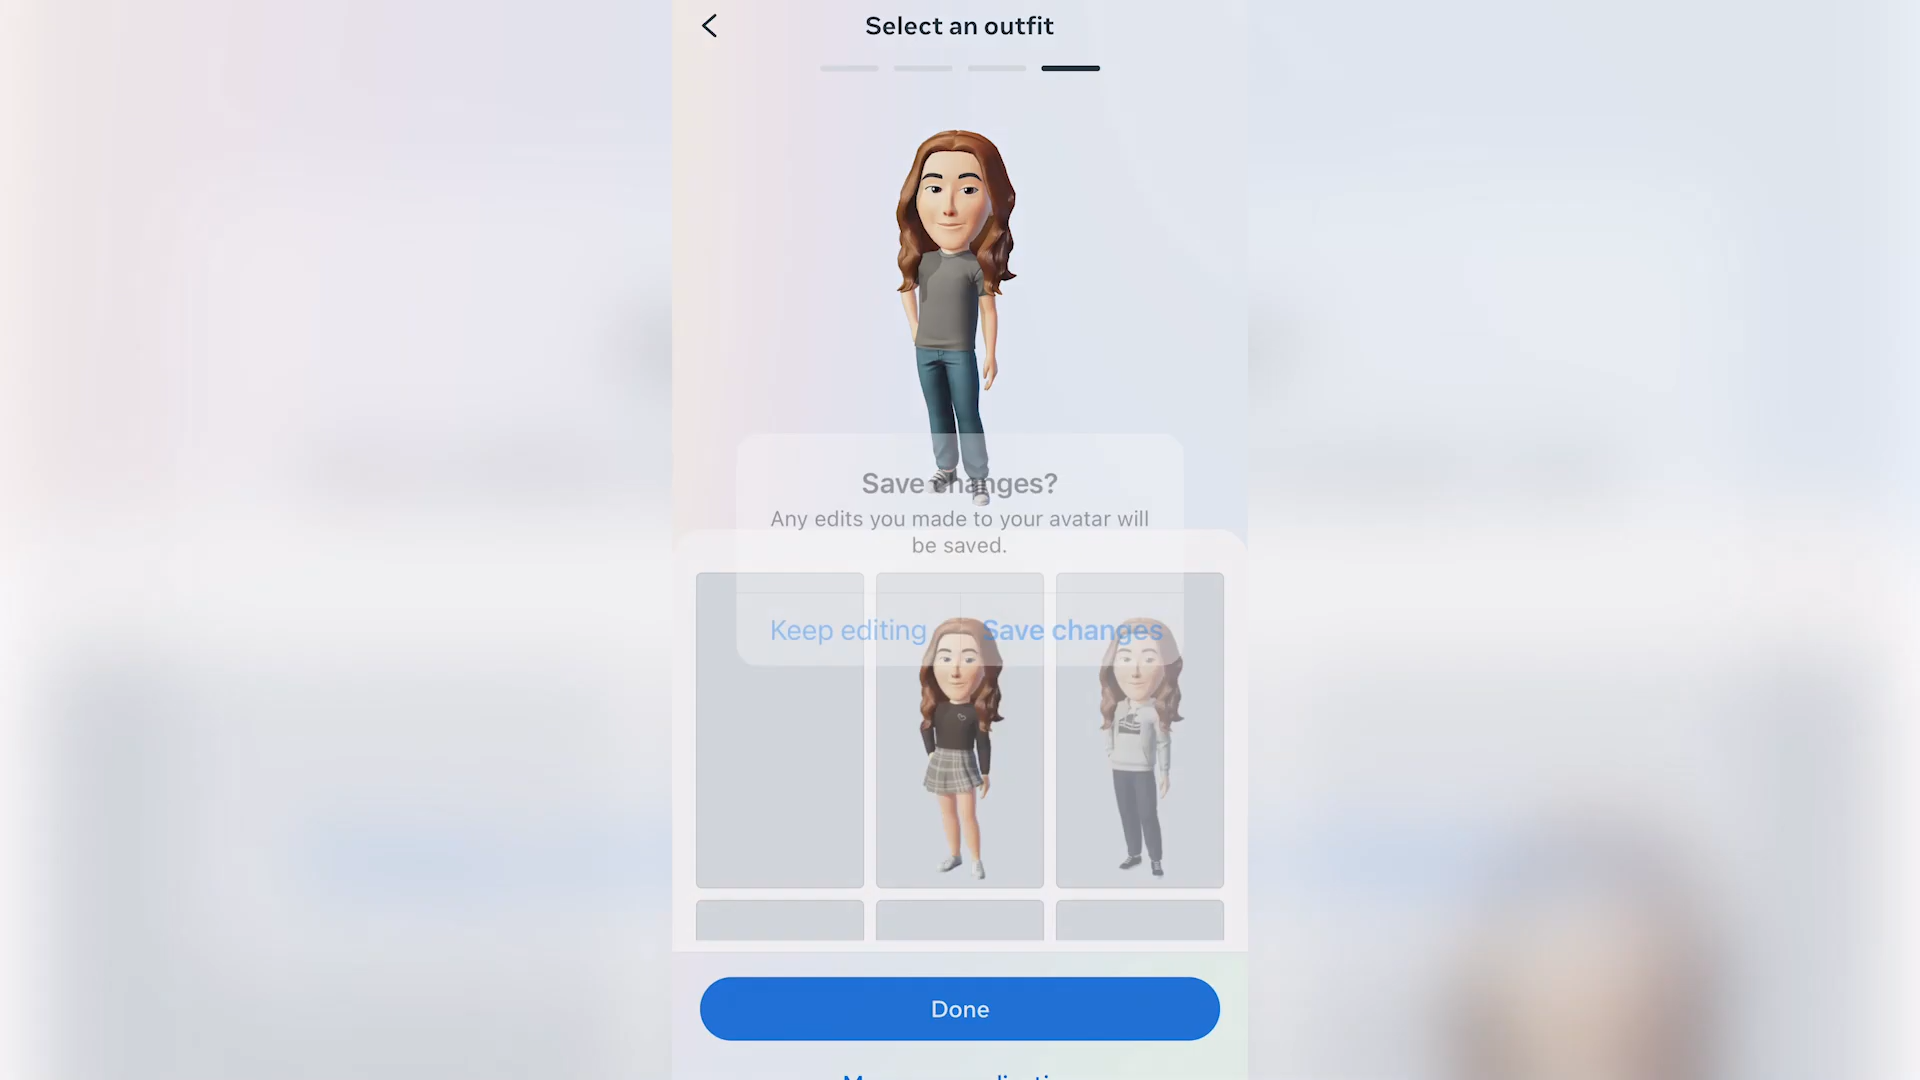 Select an outfit
Save changes?
Any edits you made to your avatar will
be saved.
Keep editing
Save changes
Done